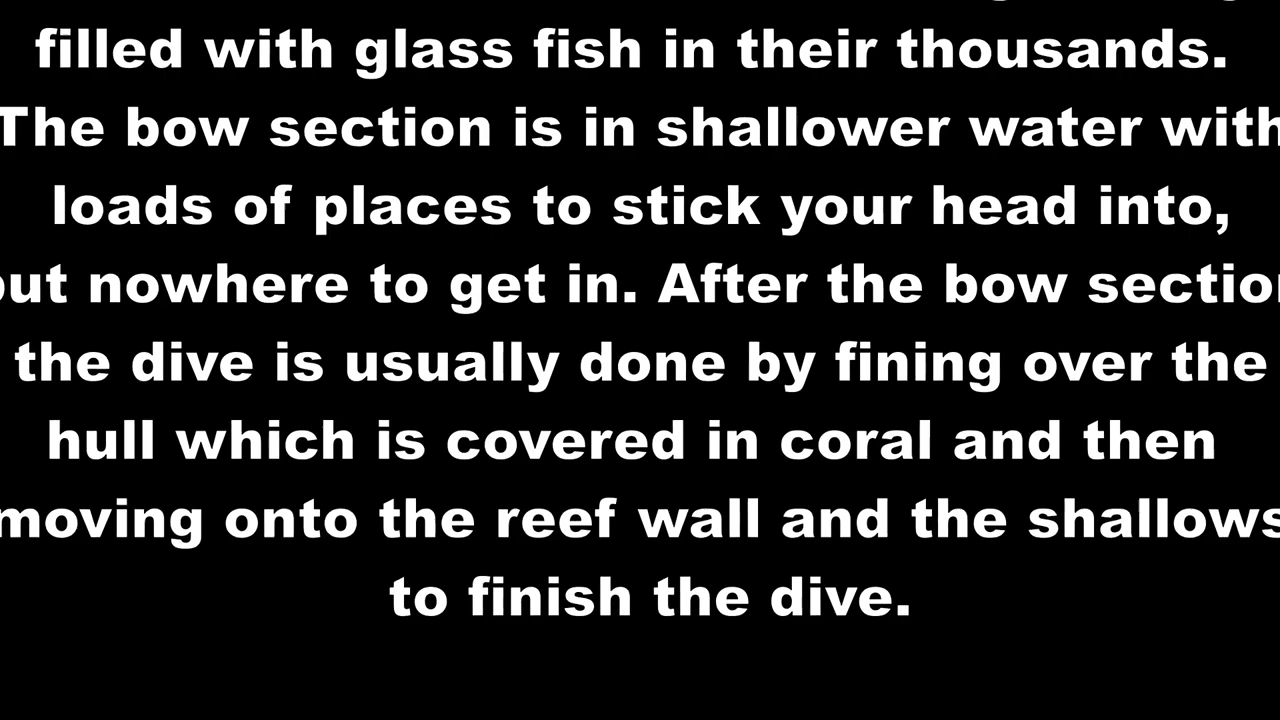 filled with glass fish in their thousands.
The bow section is in shallower water with
loads of places to stick your head into,
but nowhere to get in. After the bow section
the dive is usually done by fining over the
hull which is covered in coral and then
moving onto the reef wall and the shallows
to finish the dive.